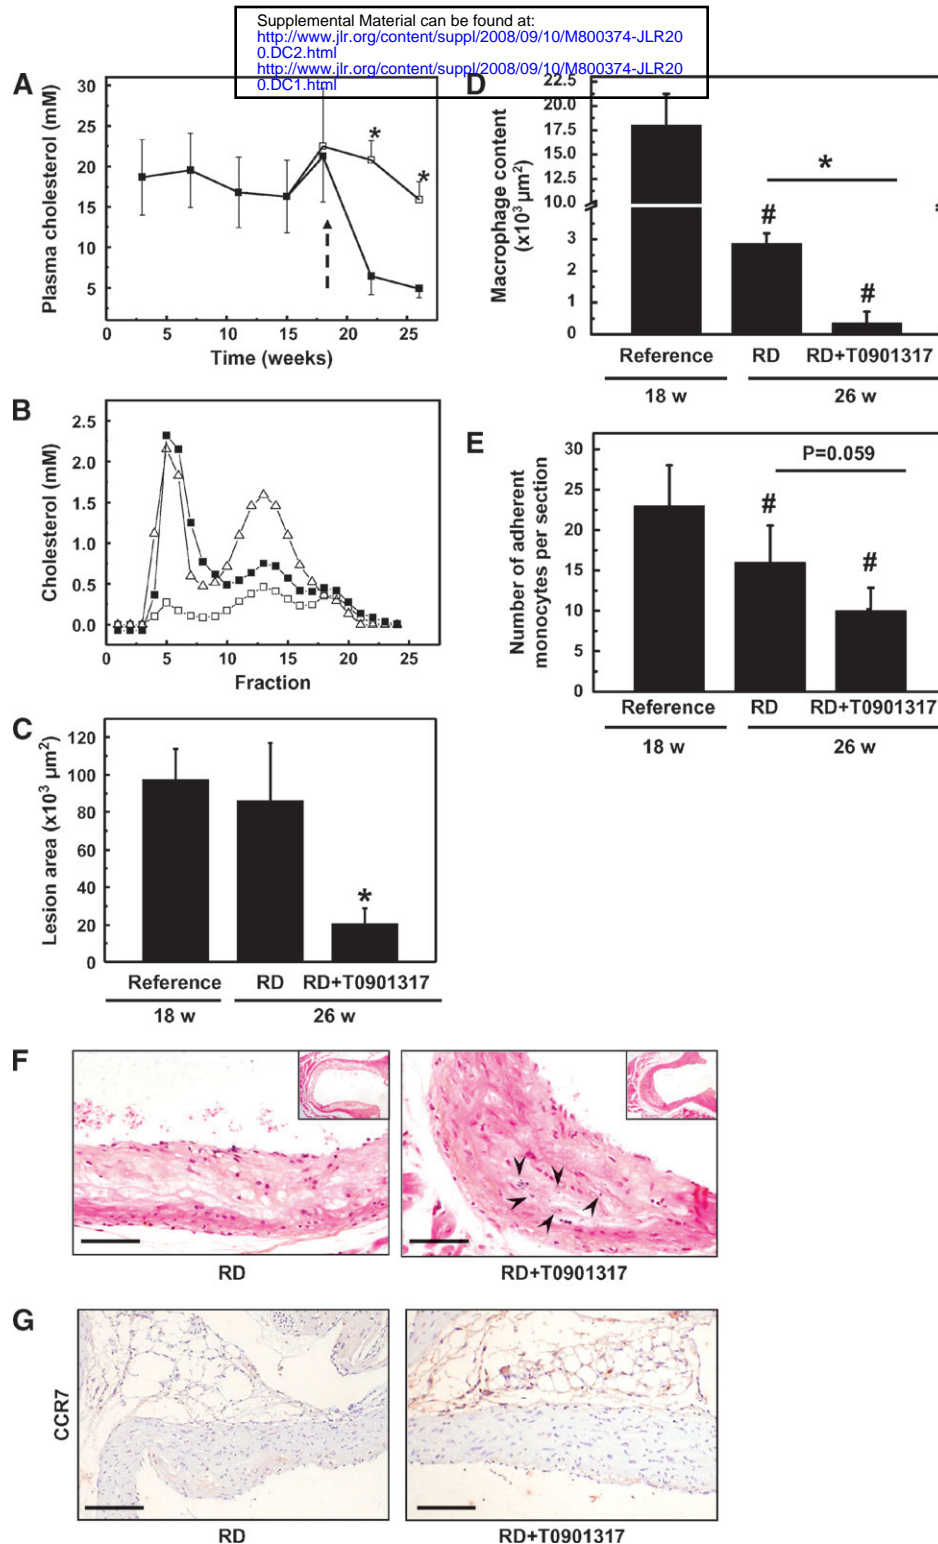 Supplemental Material can be found at:
http://www.jlr.org/content/suppl/2008/09/10/M800374-JLR20
0.DC2.html
http://www.jlr.org/content/suppl/2008/09/10/M800374-JLR20
0.DC1.html
A
Plasma cholesterol (mM)
30
25
20
15
10
5
* *
0 5 10 15 20 25
Time (weeks)
B
Cholesterol (mM)
2.5
2.0
1.5
1.0
0.5
0.0
0 5 10 15 20 25
Fraction
C
Lesion area (x10³ µm²)
120
100
80
60
40
20
0
*
Reference RD RD+T0901317
18 w 26 w
D
Macrophage content
(x10³ µm²)
22.5
20.0
17.5
15.0
12.5
10.0
3
2
1
0
*
# #
Reference RD RD+T0901317
18 w 26 w
E
Number of adherent
monocytes per section
30
25
20
15
10
5
0
P=0.059
# #
Reference RD RD+T0901317
18 w 26 w
F
RD RD+T0901317
G
CCR7
RD RD+T0901317